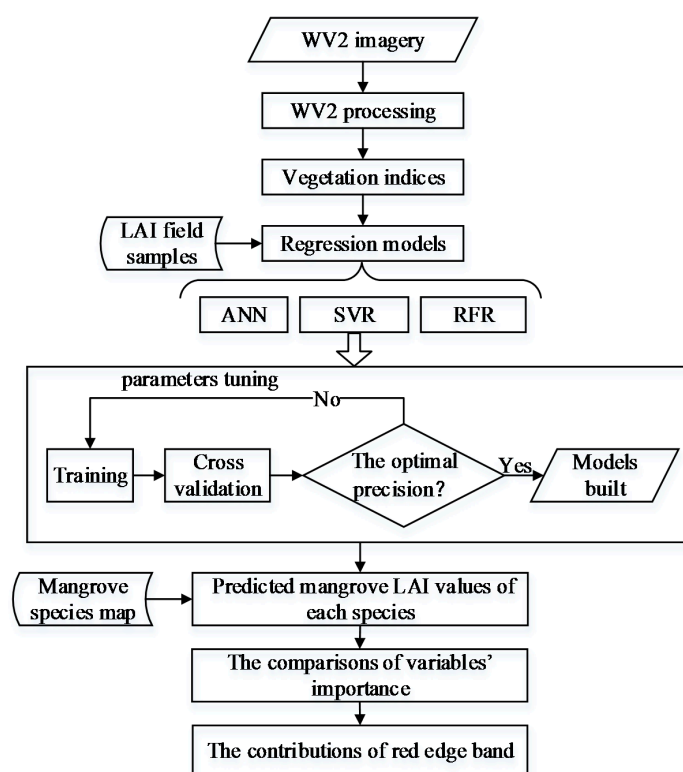 WV2 imagery
WV2 processing
Vegetation indices
LAI field
samples
Regression models
ANN
SVR
RFR
parameters tuning
No
Training
Cross
validation
The optimal
precision?
Yes
Models
built
Mangrove
species map
Predicted mangrove LAI values of
each species
The comparisons of variables'
importance
The contributions of red edge band